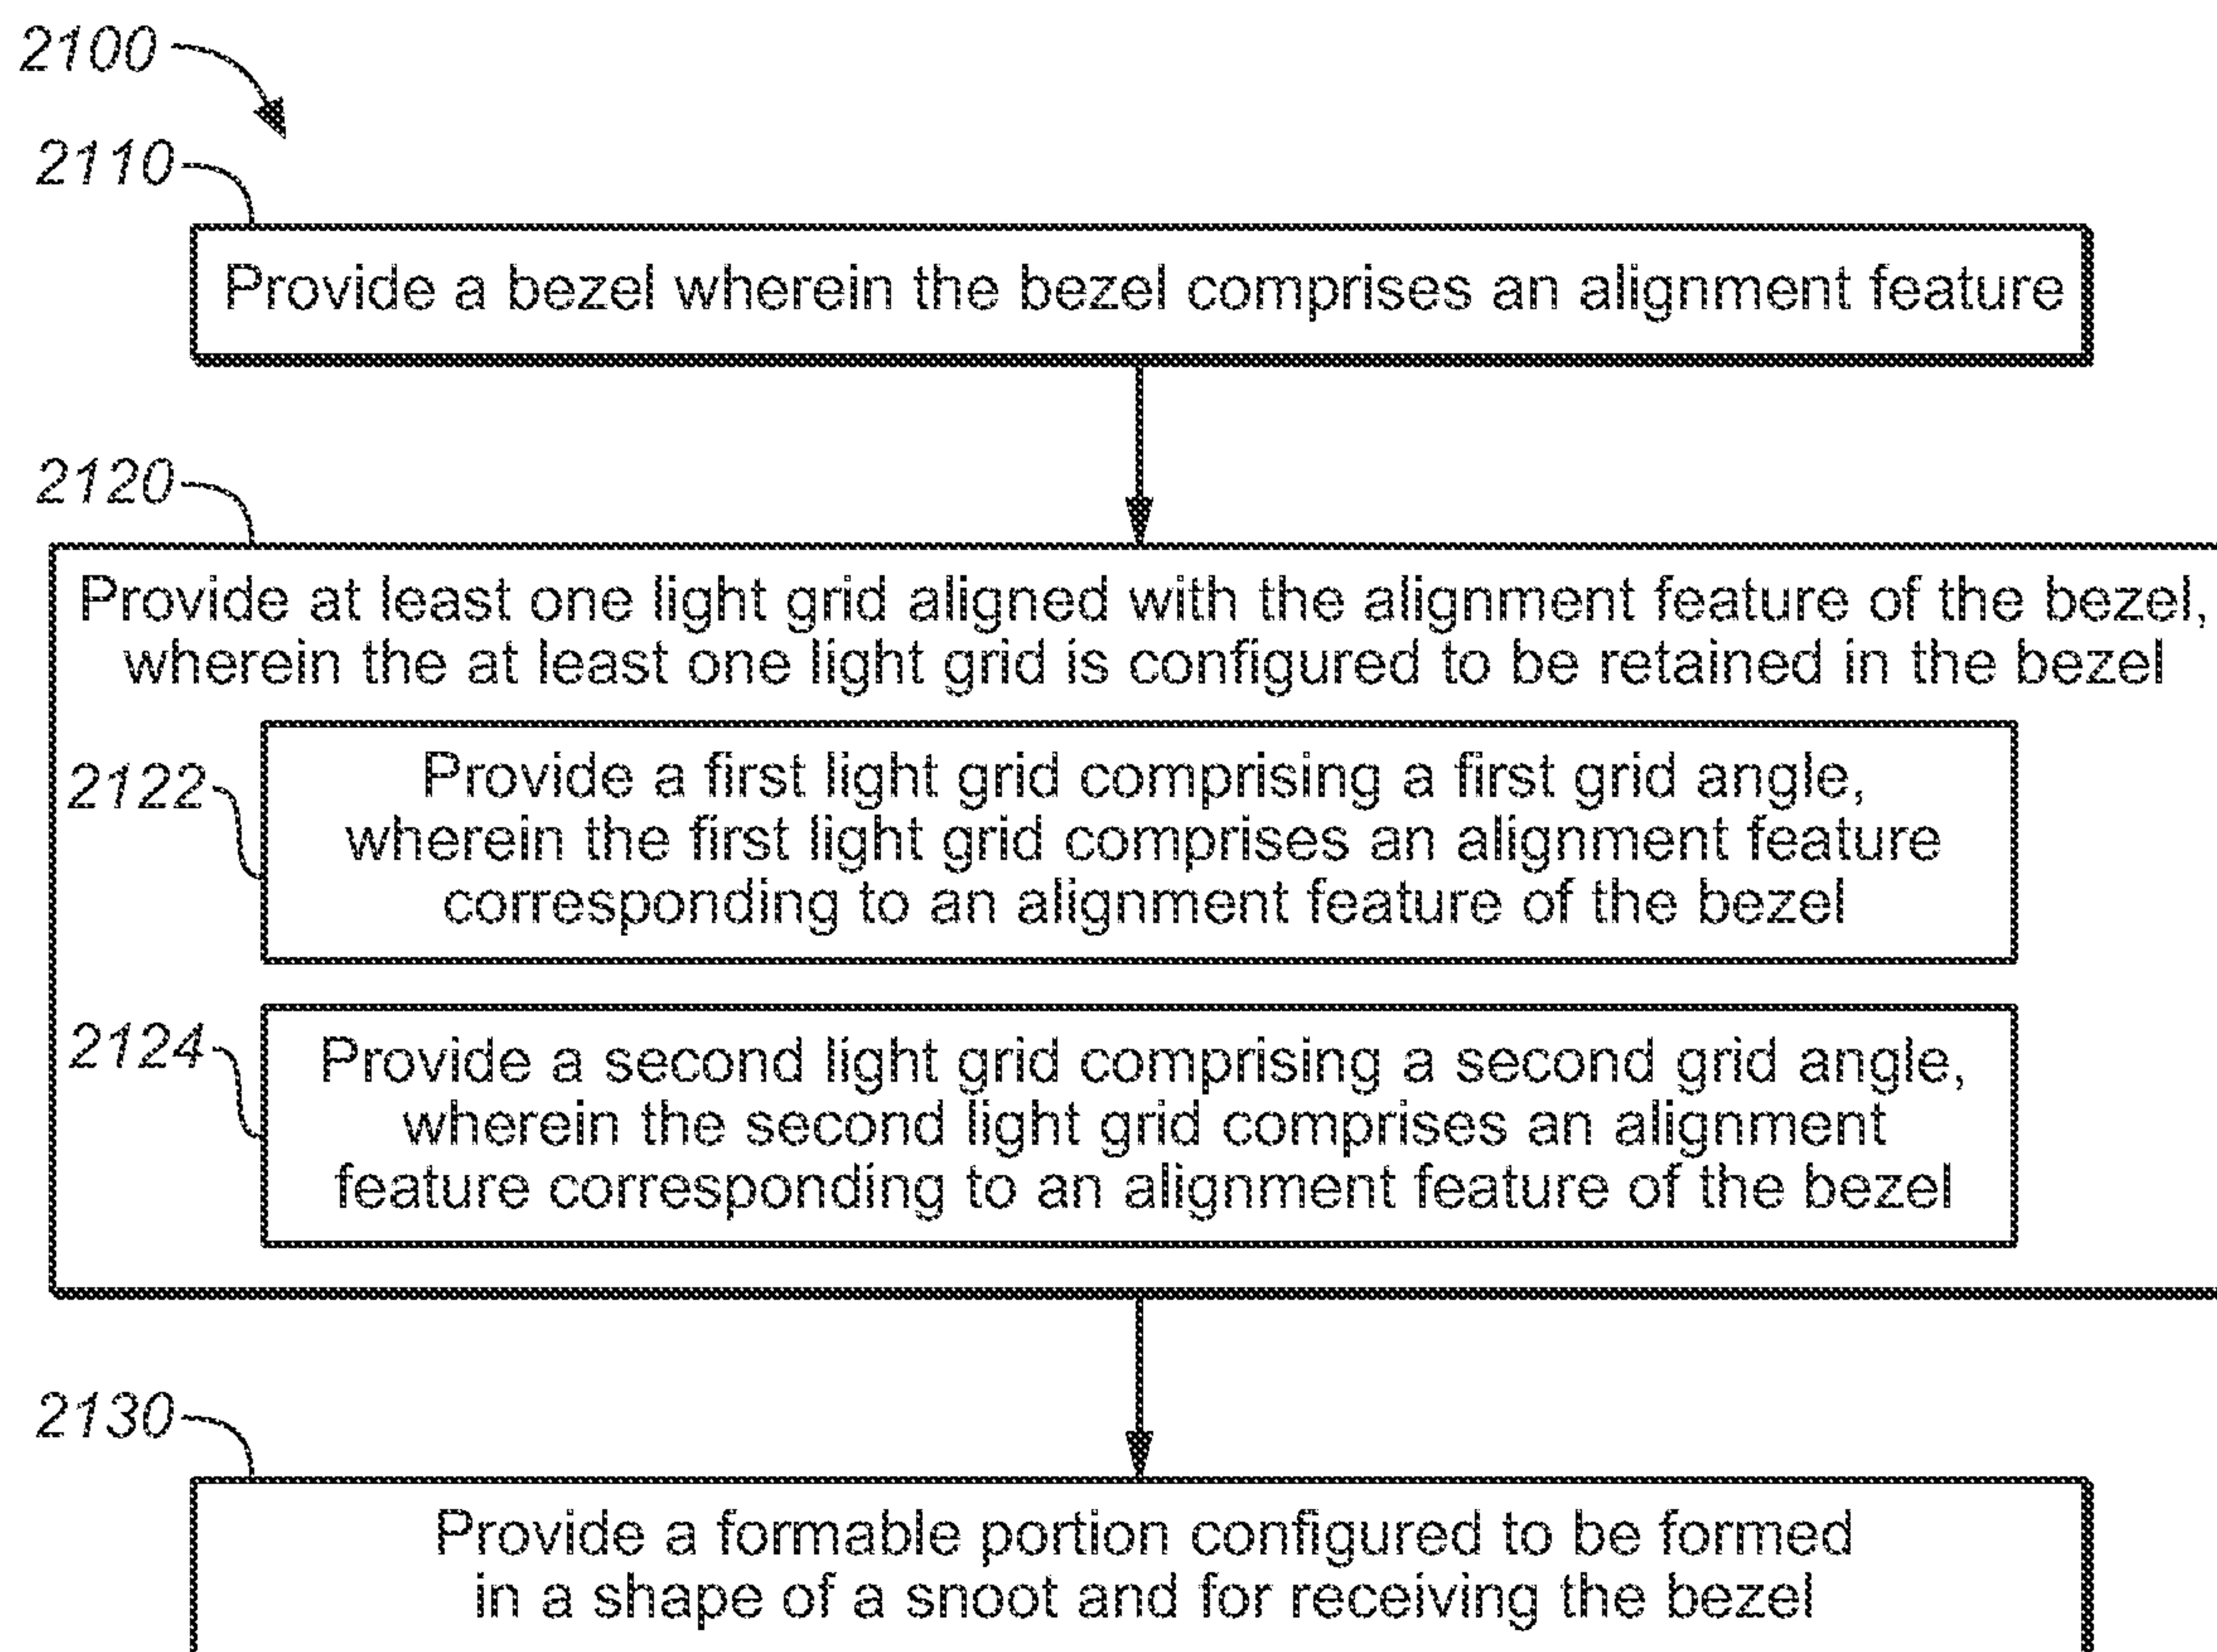 2100
2110
Provide a bezel wherein the bezel comprises an alignment feature
2120
Provide at least one light grid aligned with the alignment feature of the bezel,
wherein the at least one light grid is configured to be retained in the bezel
2122
Provide a first light grid comprising a first grid angle,
wherein the first light grid comprises an alignment feature
corresponding to an alignment feature of the bezel
2124
Provide a second light grid comprising a second grid angle,
wherein the second light grid comprises an alignment
feature corresponding to an alignment feature of the bezel
2130
Provide a formable portion configured to be formed
in a shape of a snoot and for receiving the bezel